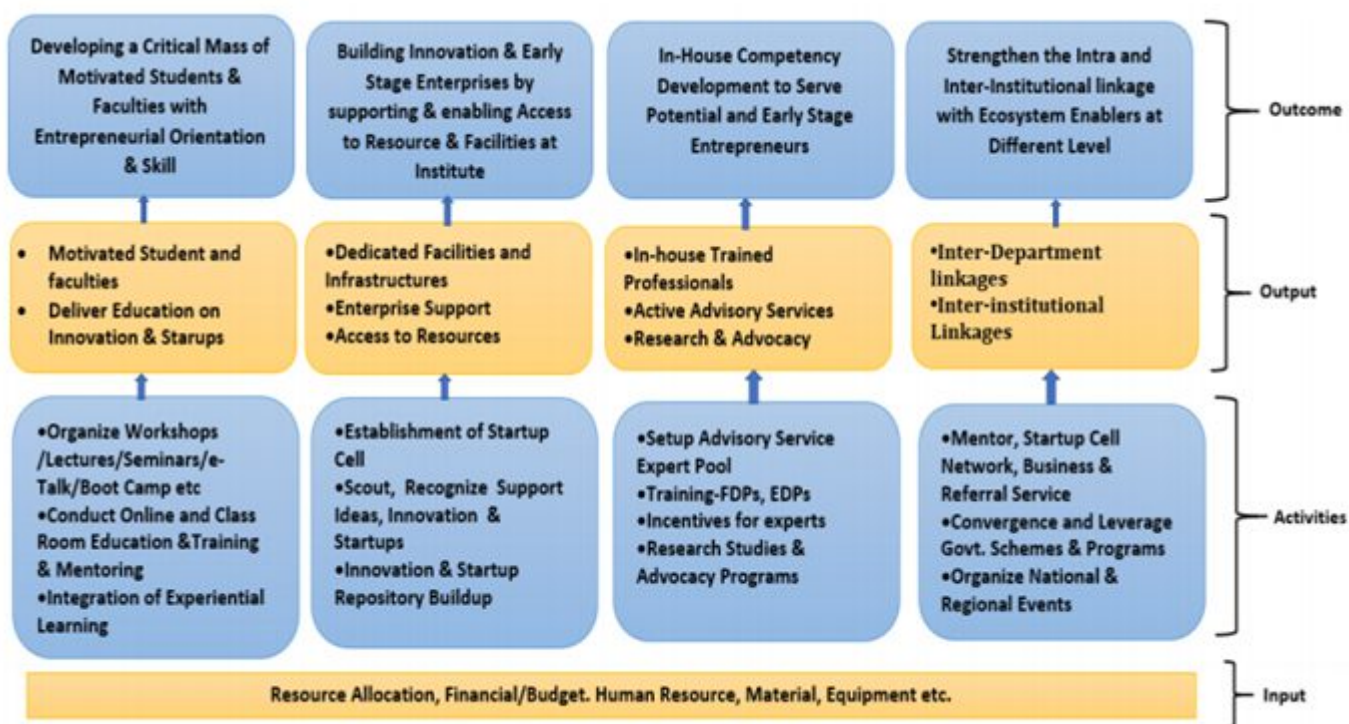 Developing a Critical Mass of
Motivated Students &
Faculties with
Entrepreneurial Orientation
& Skill
Building Innovation & Early
Stage Enterprises by
supporting & enabling Access
to Resource & Facilities at
Institute
In-House Competency
Development to Serve
Potential and Early Stage
Entrepreneurs
Strengthen the Intra and
Inter-Institutional linkage
with Ecosystem Enablers at
Different Level
Outcome
• Motivated Student and
faculties
• Deliver Education on
Innovation & Starups
•Dedicated Facilities and
Infrastructures
•Enterprise Support
•Access to Resources
•In-house Trained
Professionals
•Active Advisory Services
•Research & Advocacy
•Inter-Department
linkages
•Inter-institutional
Linkages
Output
•Organize Workshops
/Lectures/Seminars/e-
Talk/Boot Camp etc
•Conduct Online and Class
Room Education &Training
& Mentoring
•Integration of Experiential
Learning
•Establishment of Startup
Cell
•Scout, Recognize Support
Ideas, Innovation &
Startups
•Innovation & Startup
Repository Buildup
•Setup Advisory Service
Expert Pool
•Training-FDPs, EDPs
•Incentives for experts
•Research Studies &
Advocacy Programs
•Mentor, Startup Cell
Network, Business &
Referral Service
•Convergence and Leverage
Govt. Schemes & Programs
•Organize National &
Regional Events
Activities
Resource Allocation, Financial/Budget. Human Resource, Material, Equipment etc.
Input